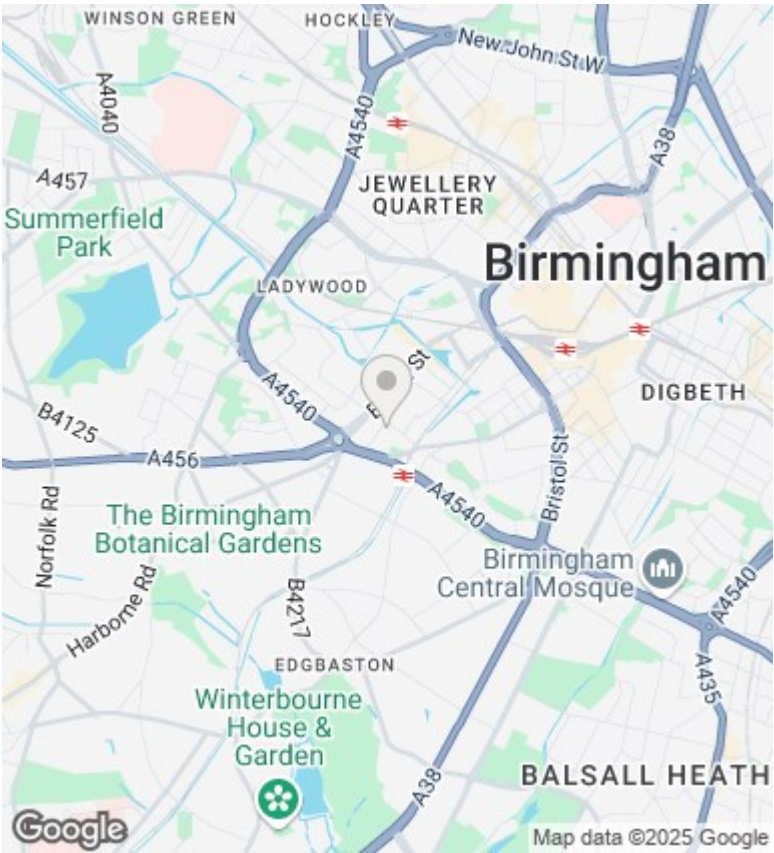 WINSON GREEN
HOCKLEY
New John St W
A4040
A4540
A38
A457
JEWELLERY
QUARTER
Summerfield
Park
Birmingham
LADYWOOD
St
DIGBETH
A4540
B4125
A456
Bristol St
A4540
Norfolk Rd
The Birmingham
Botanical Gardens
Birmingham
Central Mosque
A4540
Harborne Rd
B4217
EDGBASTON
A435
Winterbourne
House &
Garden
A38
BALSALL HEATH
Google
Map data ©2025 Google